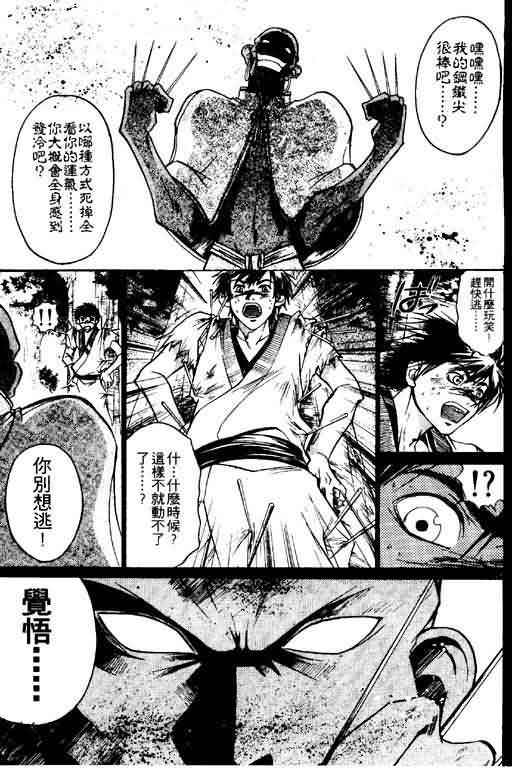 嘿嘿嘿……
我的鋼鐵尖
很棒吧……?
以哪種方式死掉全
看你的運氣……
你大概會全身感到
發冷吧?
開什麼玩笑!
趕快逃……
什…什麼時候?
這樣不就動不了
了……?
!!
你別想逃!
!?
覺悟……